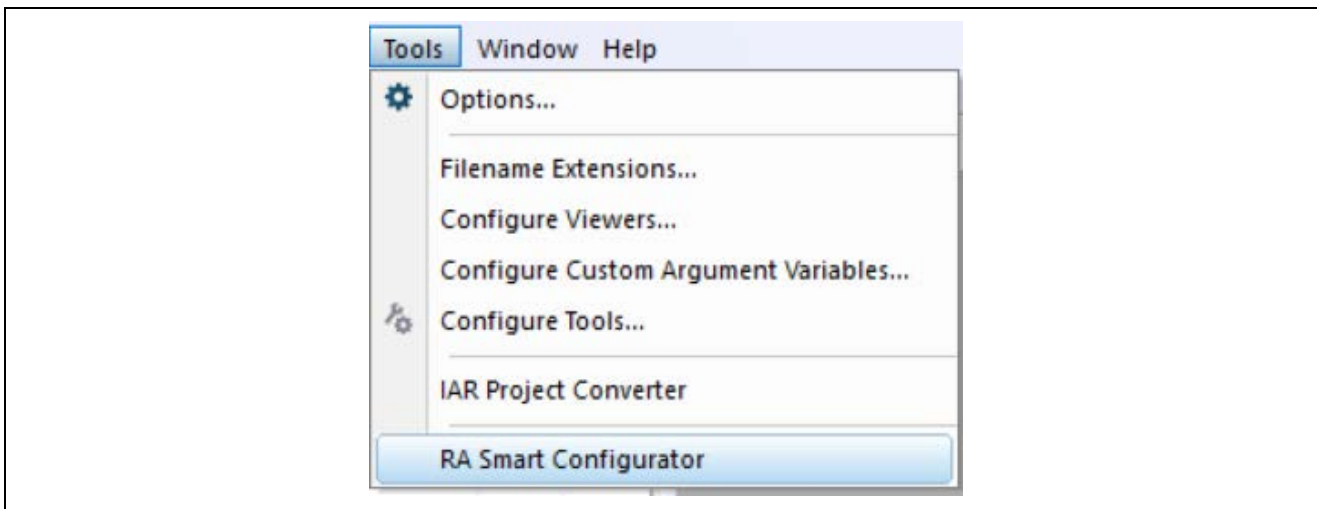 Tools Window Help
Options...
Filename Extensions...
Configure Viewers...
Configure Custom Argument Variables...
Configure Tools...
IAR Project Converter
RA Smart Configurator